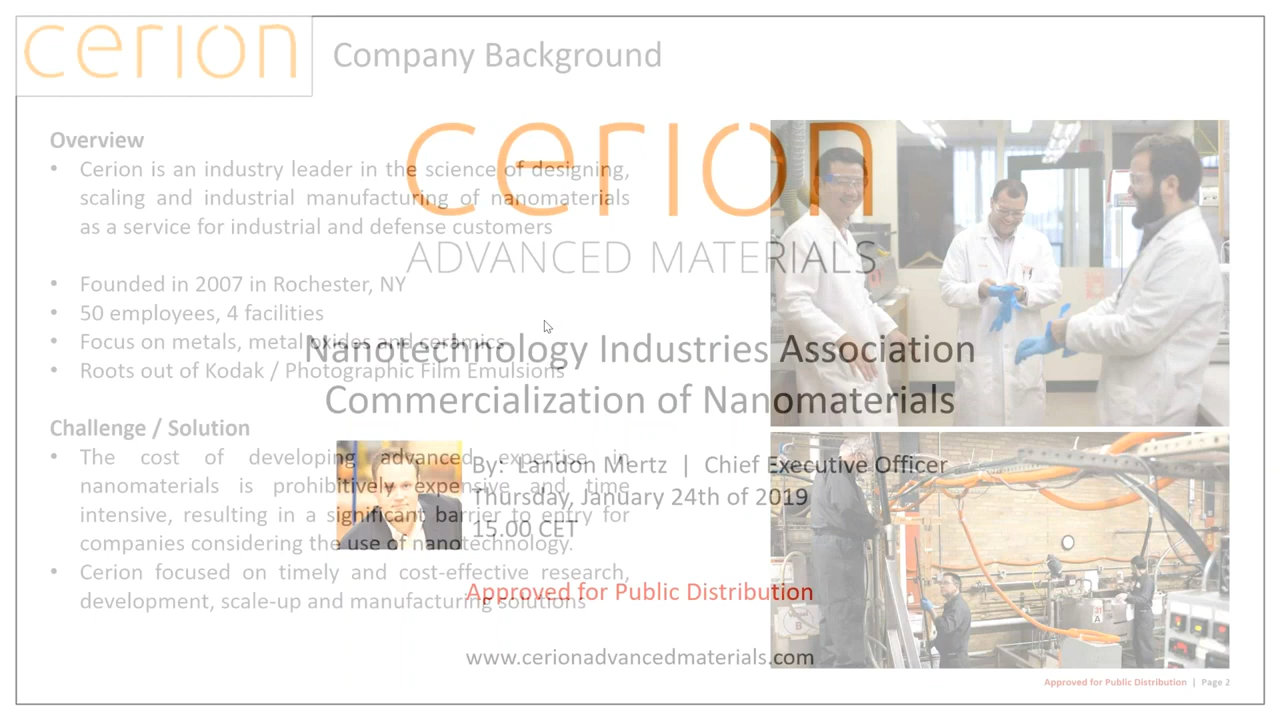 cerion
Company Background
Overview
• Cerion is an industry leader in the science of designing,
scaling and industrial manufacturing of nanomaterials
as a service for industrial and defense customers
• Founded in 2007 in Rochester, NY
• 50 employees, 4 facilities
• Focus on metals, metal oxides and ceramics
• Roots out of Kodak / Photographic Film Emulsions
Challenge / Solution
• The cost of developing advanced expertise in
nanomaterials is prohibitively expensive and time
intensive, resulting in a significant barrier to entry for
companies considering the use of nanotechnology.
• Cerion focused on timely and cost-effective research,
development, scale-up and manufacturing solutions
cerion
ADVANCED MATERIALS
Nanotechnology Industries Association
Commercialization of Nanomaterials
By: Landon Mertz | Chief Executive Officer
Thursday, January 24th of 2019
15.00 CET
Approved for Public Distribution
www.cerionadvancedmaterials.com
Approved for Public Distribution | Page 2